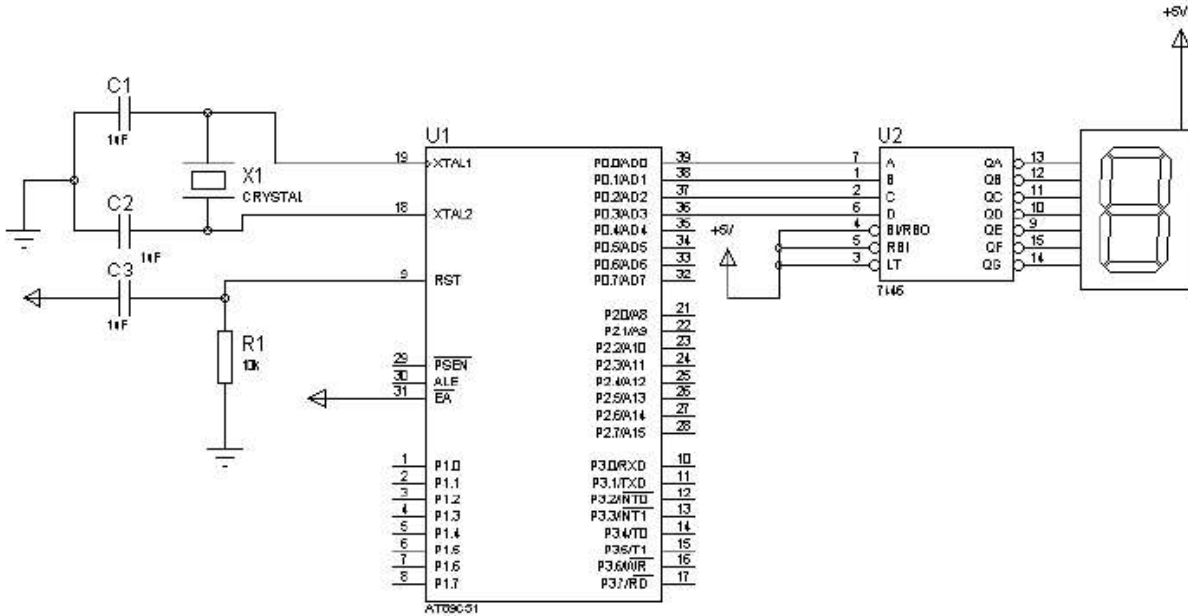 +5V
C1
1nF
X1
CRYSTAL
C2
1nF
C3
1nF
R1
10k
U1
19 XTAL1
18 XTAL2
9 RST
29 PSEN
30 ALE
31 EA
1 P1.0
2 P1.1
3 P1.2
4 P1.3
5 P1.4
6 P1.5
7 P1.6
8 P1.7
P0.0/AD0 39
P0.1/AD1 38
P0.2/AD2 37
P0.3/AD3 36
P0.4/AD4 35
P0.5/AD5 34
P0.6/AD6 33
P0.7/AD7 32
P2.0/A8 21
P2.1/A9 22
P2.2/A10 23
P2.3/A11 24
P2.4/A12 25
P2.5/A13 26
P2.6/A14 27
P2.7/A15 28
P3.0/RXD 10
P3.1/TXD 11
P3.2/INT0 12
P3.3/INT1 13
P3.4/T0 14
P3.5/T1 15
P3.6/WR 16
P3.7/RD 17
AT89C51
+5V
U2
7 A
1 B
2 C
6 D
4 BI/RBO
5 RBI
3 LT
QA 13
QB 12
QC 11
QD 10
QE 9
QF 15
QG 14